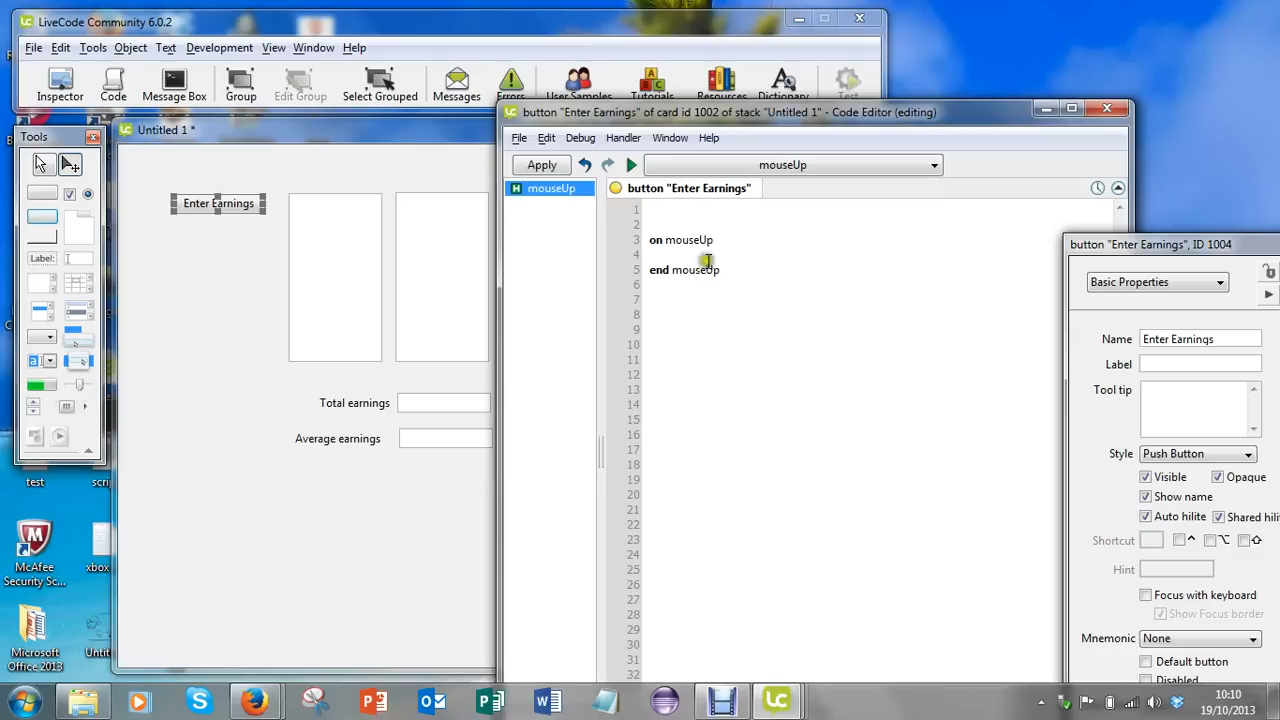 LiveCode Community 6.0.2
File Edit Tools Object Text Development View Window Help
Inspector Code Message Box Group Edit Group Select Grouped Messages Errors User Samples Tutorials Resources Dictionary Test
button "Enter Earnings" of card id 1002 of stack "Untitled 1" - Code Editor (editing)
File Edit Debug Handler Window Help
Apply
mouseUp
mouseUp
button "Enter Earnings"
1
2
3 on mouseUp
4
5 end mouseUp
6
7
8
9
10
11
12
13
14
15
16
17
18
19
20
21
22
23
24
25
26
27
28
29
30
31
32
Tools
Label:
Untitled 1 *
Enter Earnings
Total earnings
Average earnings
button "Enter Earnings", ID 1004
Basic Properties
Name Enter Earnings
Label
Tool tip
Style Push Button
Visible Opaque
Show name
Auto hilite Shared hili
Shortcut
Hint
Focus with keyboard
Show Focus border
Mnemonic None
Default button
Disabled
test
scri
McAfee
Security Sc...
xbox
Microsoft
Office 2013
Untit
10:10
19/10/2013